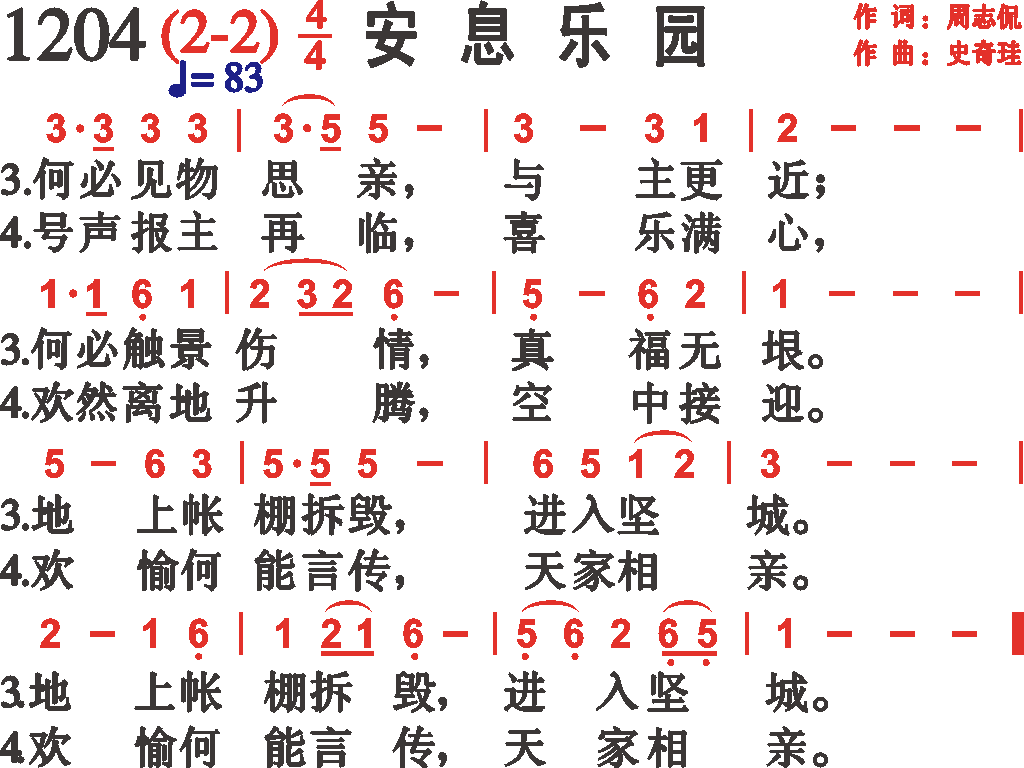 1204 (2-2) 4/4 安息乐园 作词：周志侃
♩= 83 作曲：史奇珪
3·3 3 3 | 3·5 5 － | 3 － 3 1 | 2 － － － |
3.何必见物思亲，与主更近；
4.号声报主再临，喜乐满心，
1·1 6 1 | 2 3 2 6 － | 5 － 6 2 | 1 － － － |
3.何必触景伤情，真福无垠。
4.欢然离地升腾，空中接迎。
5 － 6 3 | 5·5 5 － | 6 5 1 2 | 3 － － － |
3.地上帐棚拆毁，进入坚城。
4.欢愉何能言传，天家相亲。
2 － 1 6 | 1 2 1 6 － | 5 6 2 6 5 | 1 － － －
3.地上帐棚拆毁，进入坚城。
4.欢愉何能言传，天家相亲。